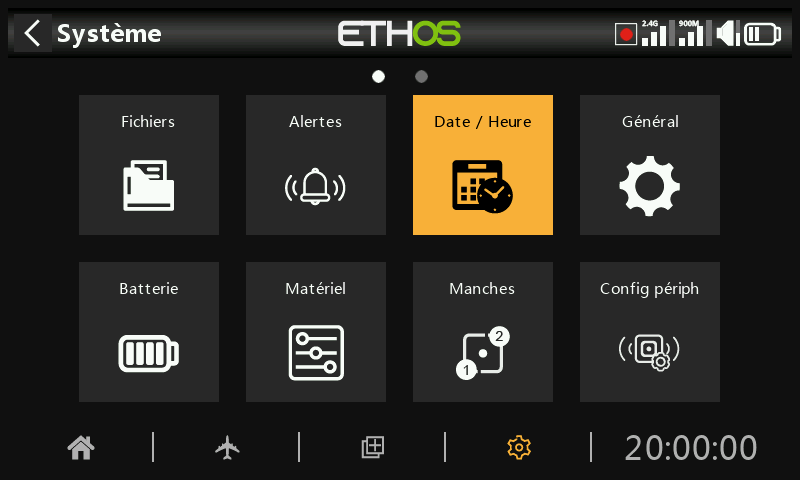 Système
ETHOS
2.4G
900M
Fichiers
Alertes
Date / Heure
Général
Batterie
Matériel
Manches
Config périph
2
1
20:00:00